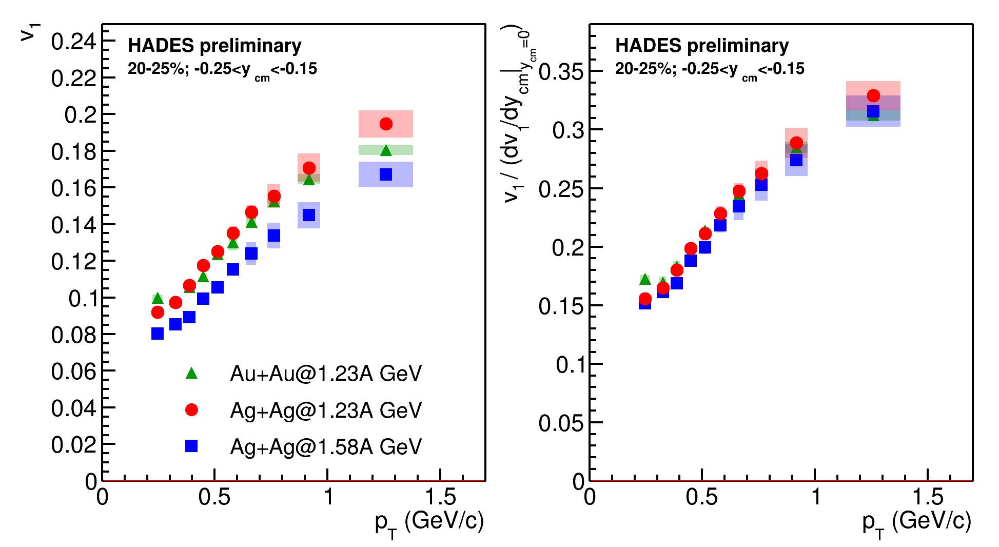 v1
HADES preliminary
20-25%; -0.25<y cm<-0.15
0.24
0.22
0.2
0.18
0.16
0.14
0.12
0.1
0.08
0.06
0.04
0.02
0
Au+Au@1.23A GeV
Ag+Ag@1.23A GeV
Ag+Ag@1.58A GeV
0 0.5 1 1.5
pT (GeV/c)
v1 / (dv1/dycm|ycm=0)
HADES preliminary
20-25%; -0.25<y cm<-0.15
0.35
0.3
0.25
0.2
0.15
0.1
0.05
0
0 0.5 1 1.5
pT (GeV/c)